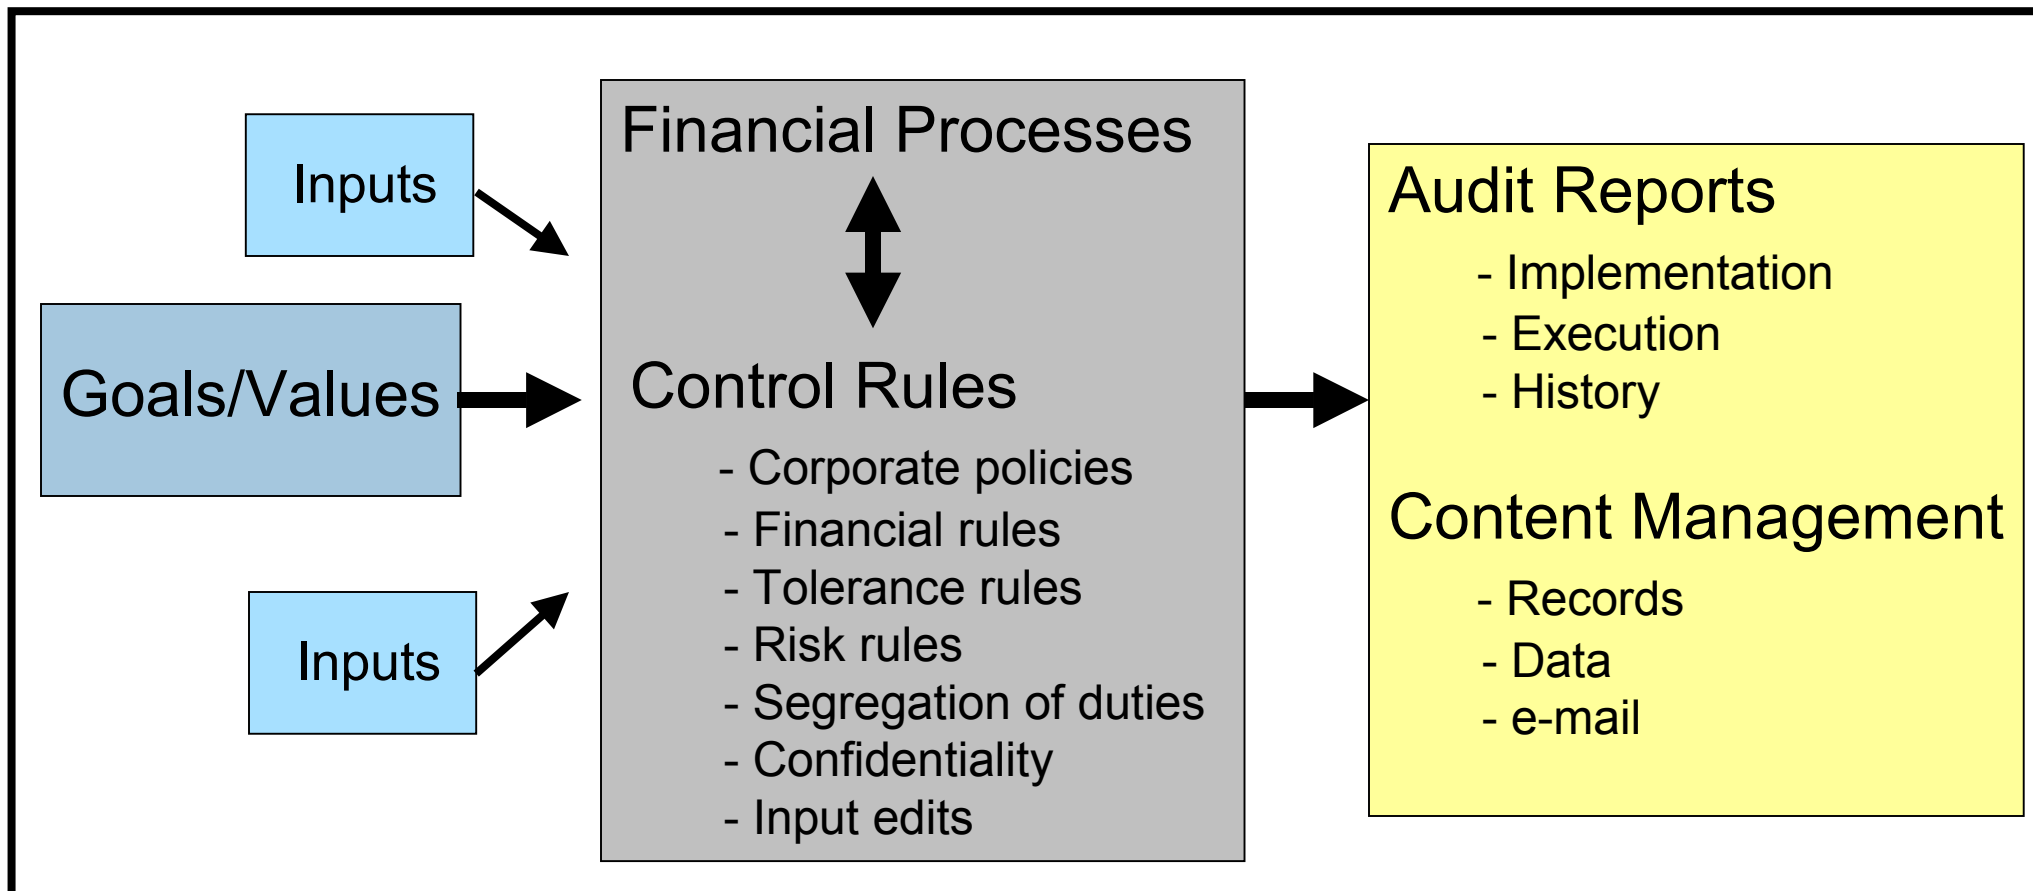 Inputs
Goals/Values
Inputs
Financial Processes
Control Rules
- Corporate policies
- Financial rules
- Tolerance rules
- Risk rules
- Segregation of duties
- Confidentiality
- Input edits
Audit Reports
- Implementation
- Execution
- History
Content Management
- Records
- Data
- e-mail